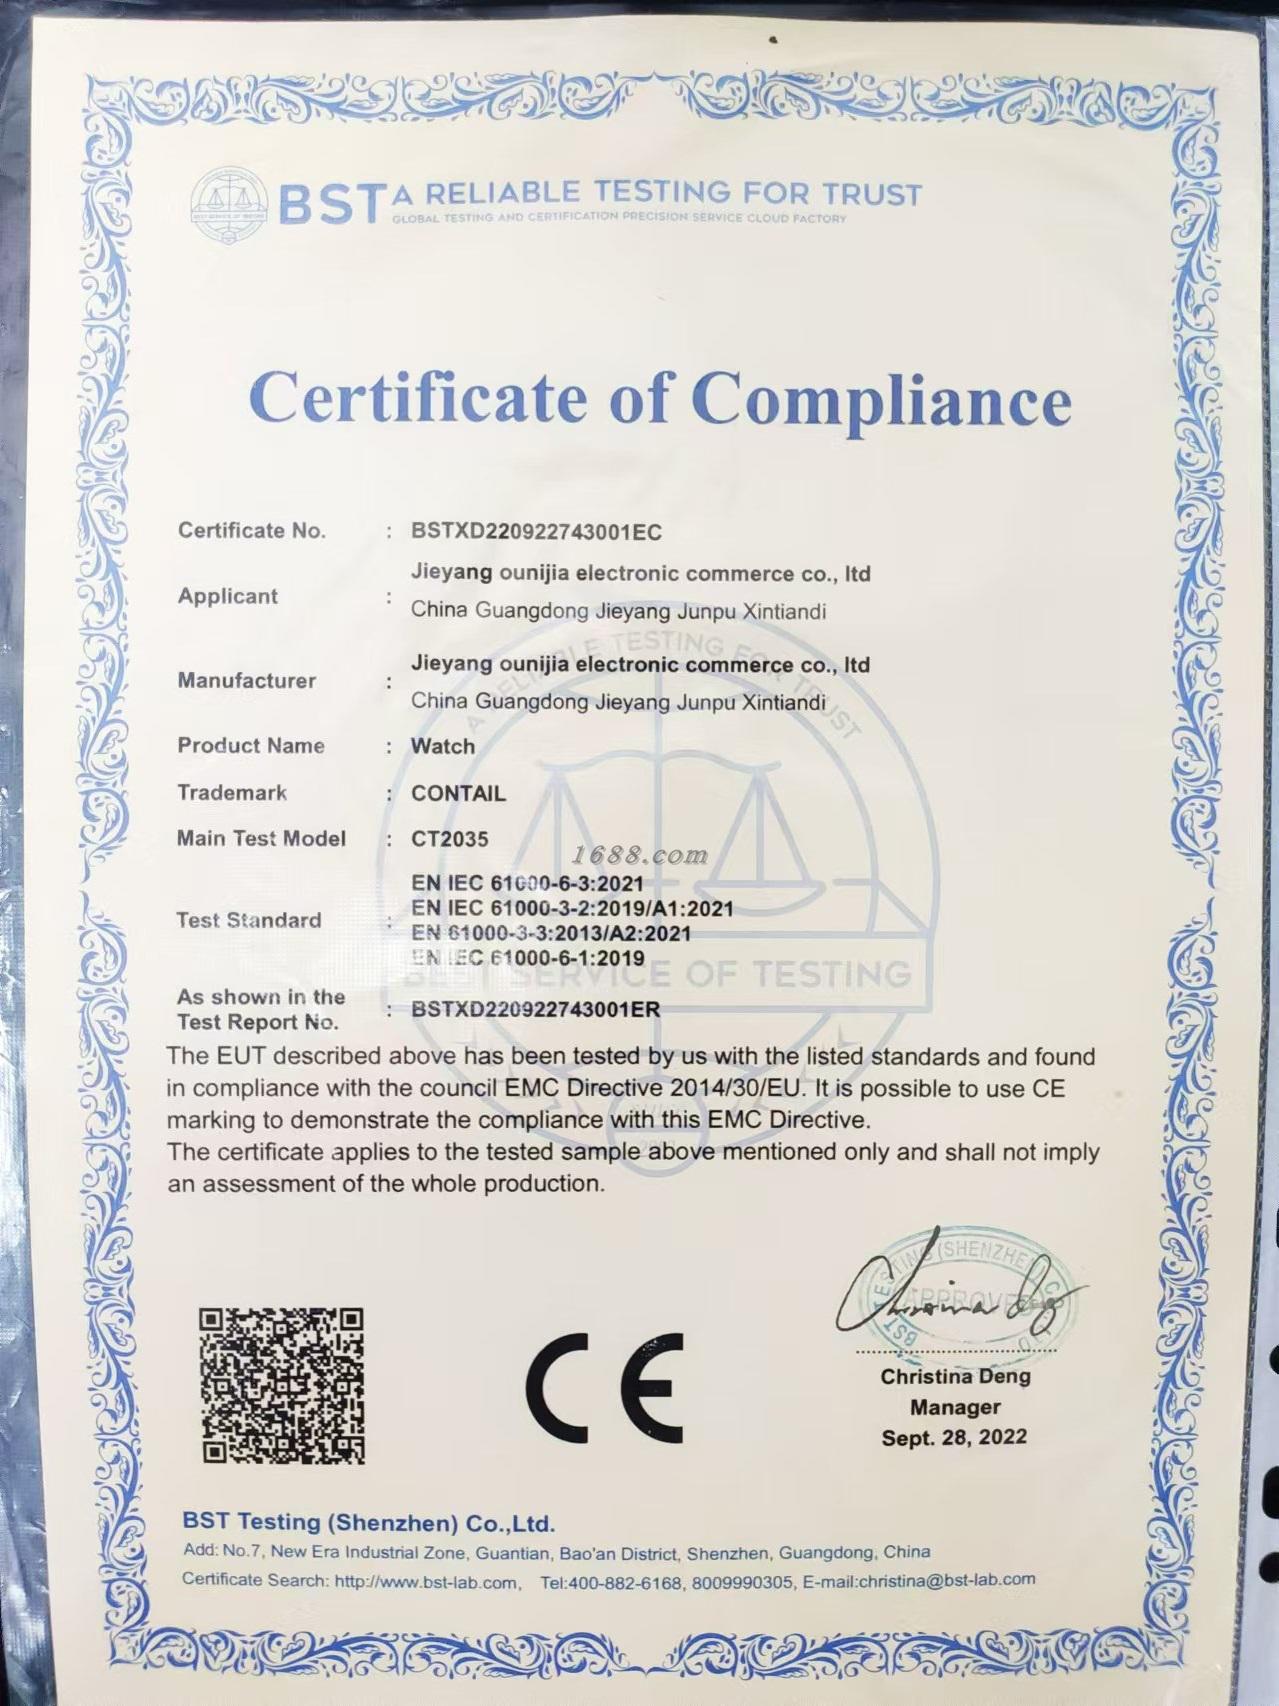 BST A RELIABLE TESTING FOR TRUST
GLOBAL TESTING AND CERTIFICATION PRECISION SERVICE CLOUD FACTORY
Certificate of Compliance
Certificate No. : BSTXD220922743001EC
Applicant : Jieyang ounijia electronic commerce co., ltd
China Guangdong Jieyang Junpu Xintiandi
Manufacturer : Jieyang ounijia electronic commerce co., ltd
China Guangdong Jieyang Junpu Xintiandi
Product Name : Watch
Trademark : CONTAIL
Main Test Model : CT2035
1688.com
Test Standard : EN IEC 61000-6-3:2021
EN IEC 61000-3-2:2019/A1:2021
EN 61000-3-3:2013/A2:2021
EN IEC 61000-6-1:2019
As shown in the
Test Report No. : BSTXD220922743001ER
A RELIABLE TESTING FOR TRUST
BEST SERVICE OF TESTING
The EUT described above has been tested by us with the listed standards and found
in compliance with the council EMC Directive 2014/30/EU. It is possible to use CE
marking to demonstrate the compliance with this EMC Directive.
The certificate applies to the tested sample above mentioned only and shall not imply
an assessment of the whole production.
CE
APPROVED
Christina Deng
Manager
Sept. 28, 2022
BST Testing (Shenzhen) Co.,Ltd.
Add: No.7, New Era Industrial Zone, Guantian, Bao'an District, Shenzhen, Guangdong, China
Certificate Search: http://www.bst-lab.com, Tel:400-882-6168, 8009990305, E-mail:christina@bst-lab.com